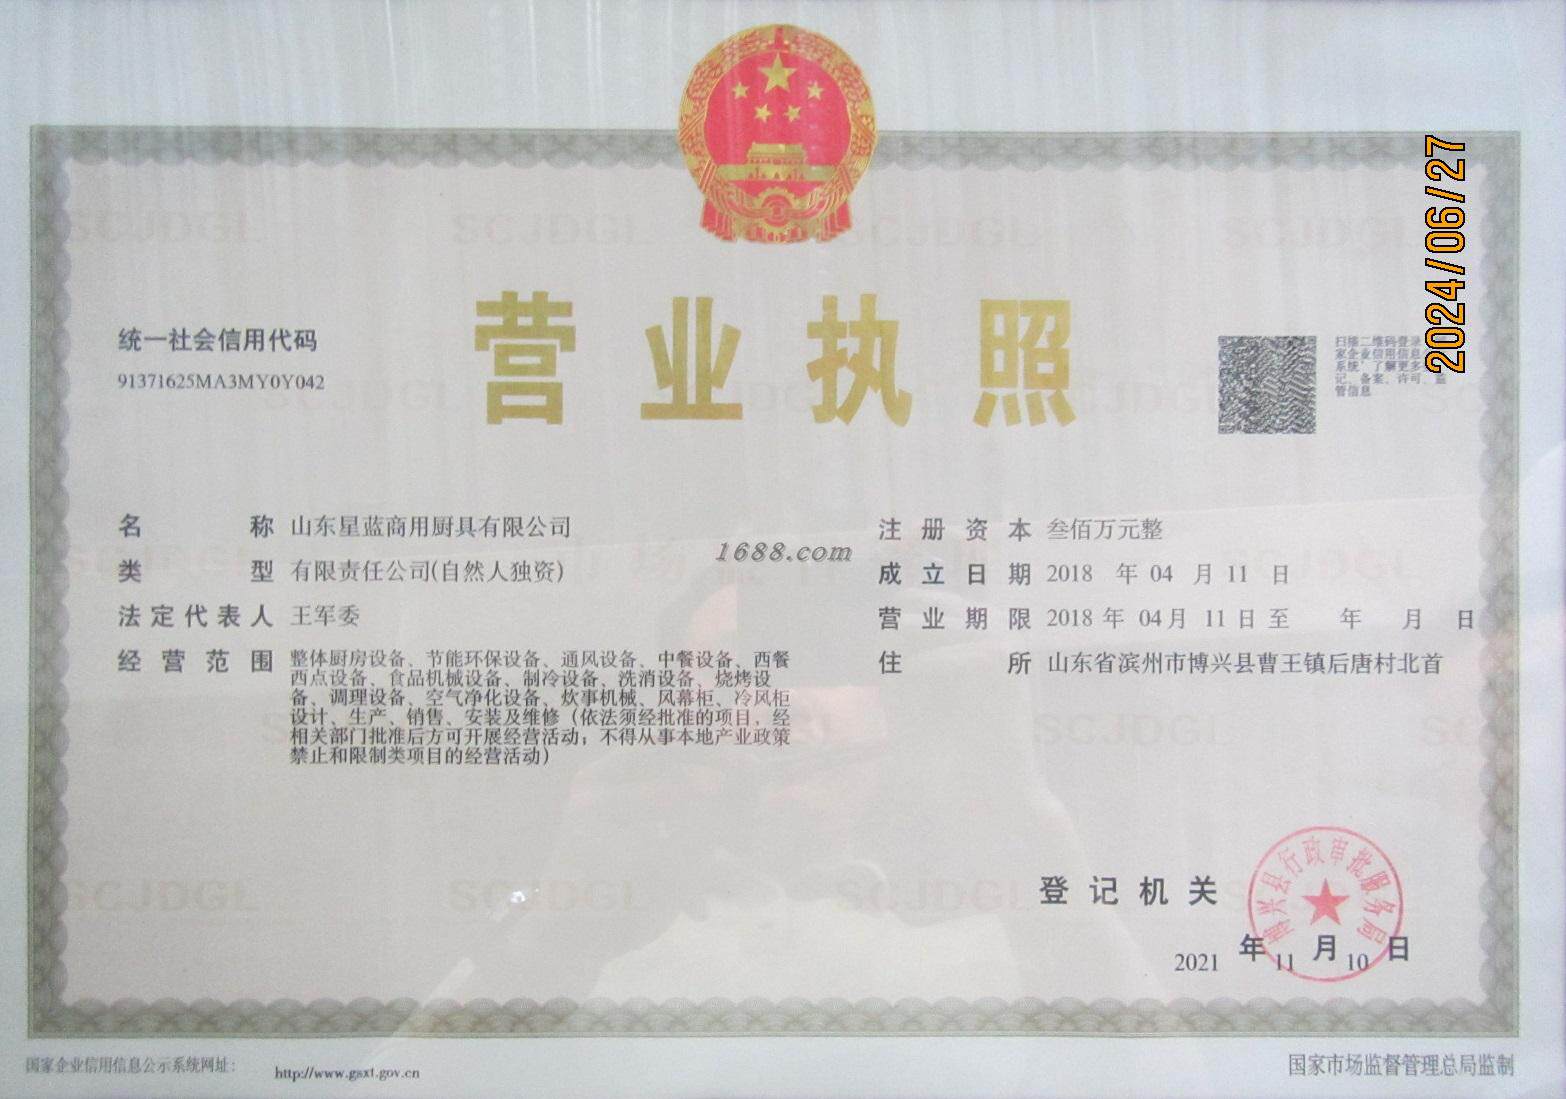 2024/06/27
营业执照
统一社会信用代码
91371625MA3MY0Y042
扫描二维码登录
家企业信用信息
系统”了解更多
记、备案、许可、监
管信息
名称 山东星蓝商用厨具有限公司
类型 有限责任公司(自然人独资)
法定代表人 王军委
经营范围 整体厨房设备、节能环保设备、通风设备、中餐设备、西餐
西点设备、食品机械设备、制冷设备、洗消设备、烧烤设
备、调理设备、空气净化设备、炊事机械、风幕柜、冷风柜
设计、生产、销售、安装及维修（依法须经批准的项目，经
相关部门批准后方可开展经营活动；不得从事本地产业政策
禁止和限制类项目的经营活动）
1688.com
注册资本 叁佰万元整
成立日期 2018 年 04 月 11 日
营业期限 2018 年 04月 11 日 至 年 月 日
住所 山东省滨州市博兴县曹王镇后唐村北首
登记机关
博兴县行政审批服务局
2021 年 11 月 10 日
国家企业信用信息公示系统网址：
http://www.gsxt.gov.cn
国家市场监督管理总局监制
SCJDGL